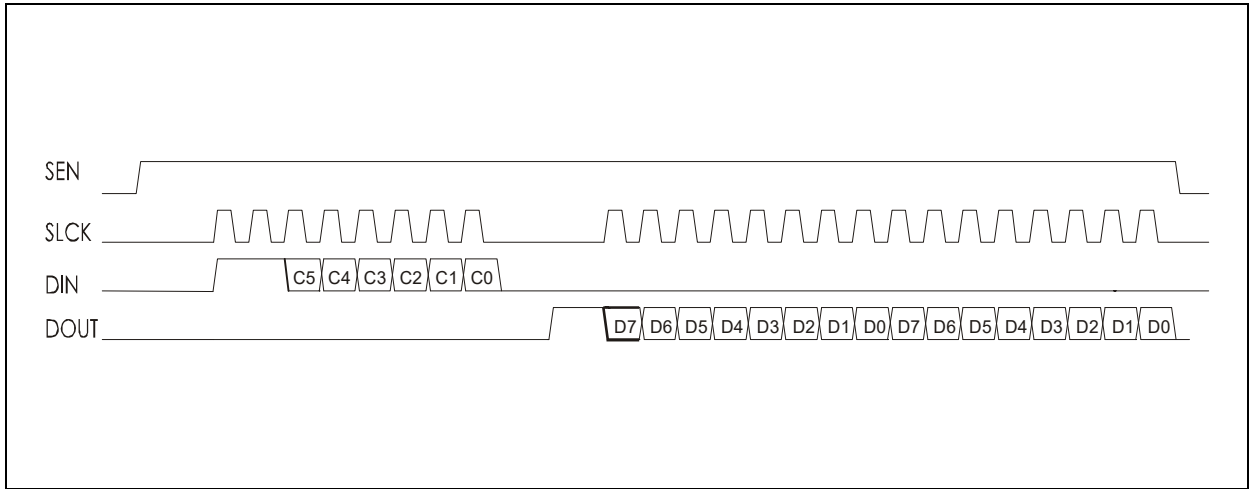 SEN
SLCK
DIN C5 C4 C3 C2 C1 C0
DOUT D7 D6 D5 D4 D3 D2 D1 D0 D7 D6 D5 D4 D3 D2 D1 D0